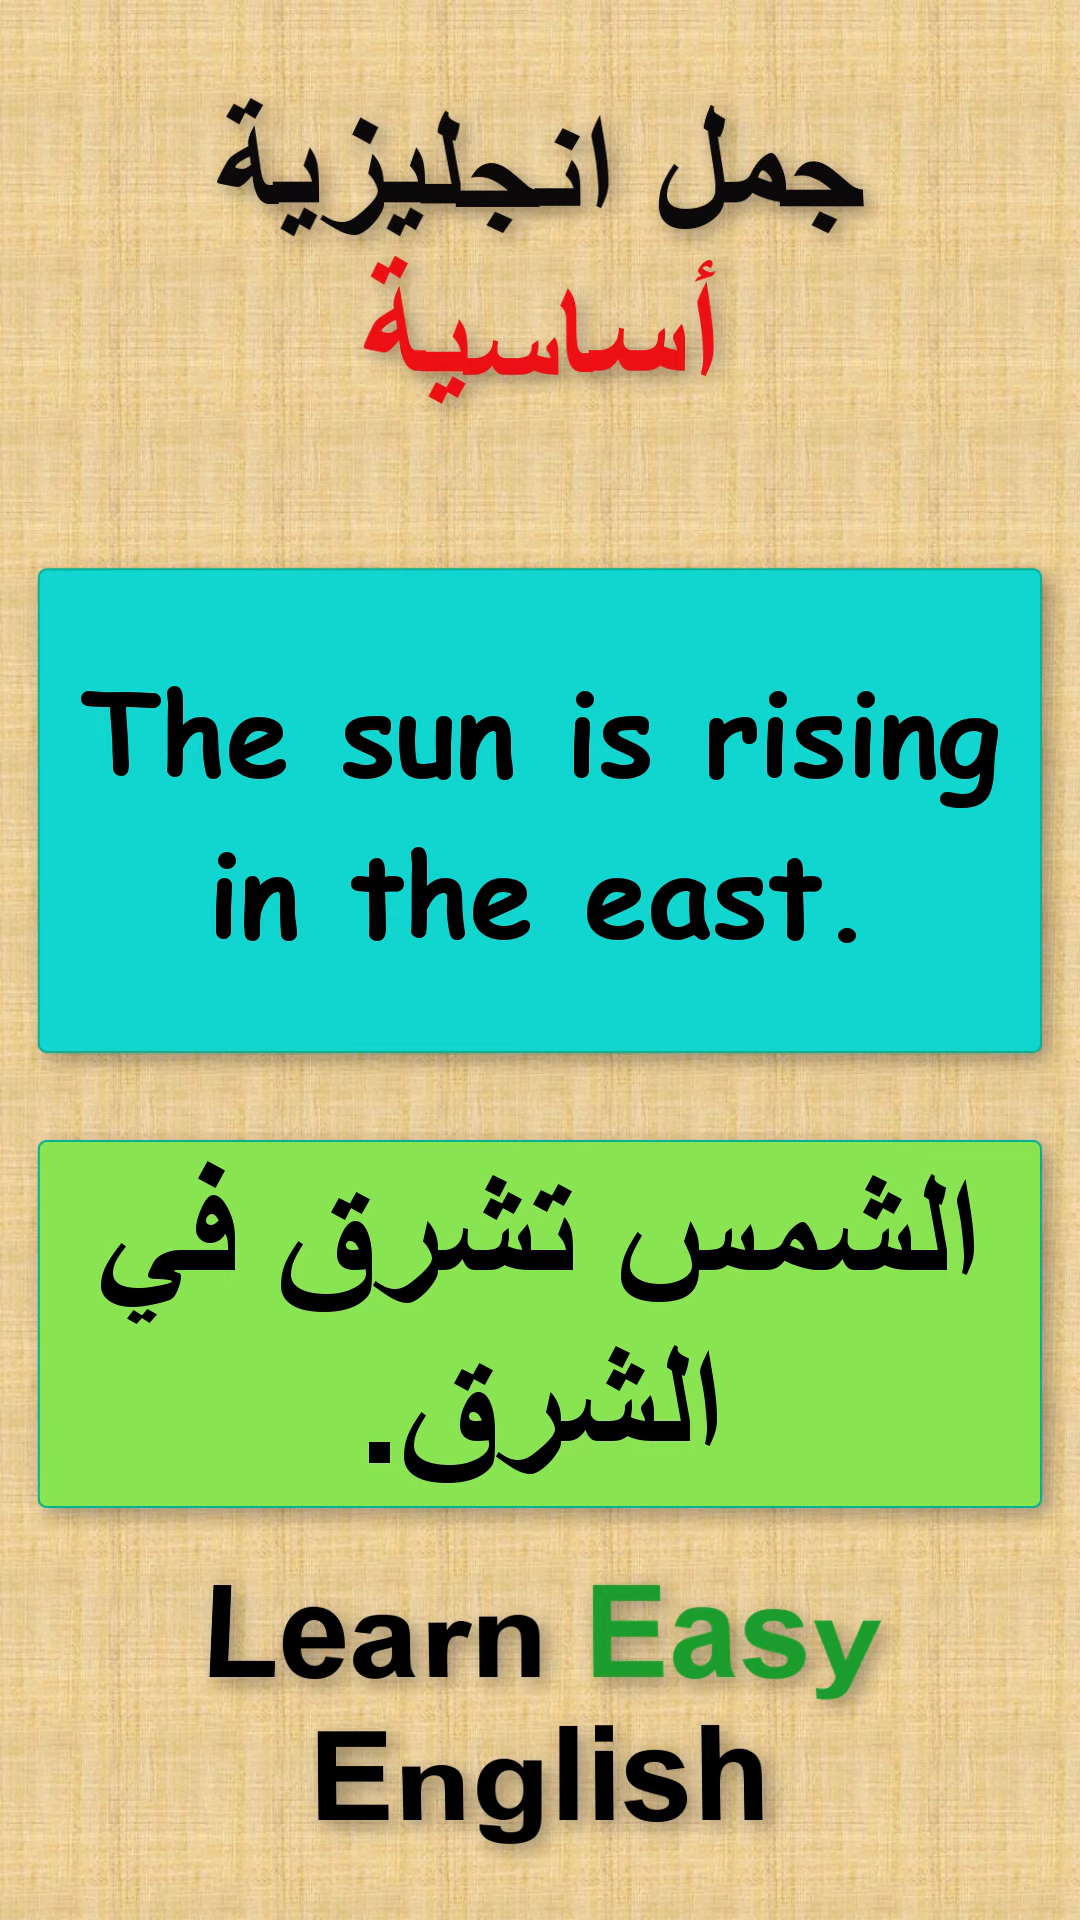 جمل انجليزية
أساسية
The sun is rising
in the east.
الشمس تشرق في
الشرق.
Learn Easy
English